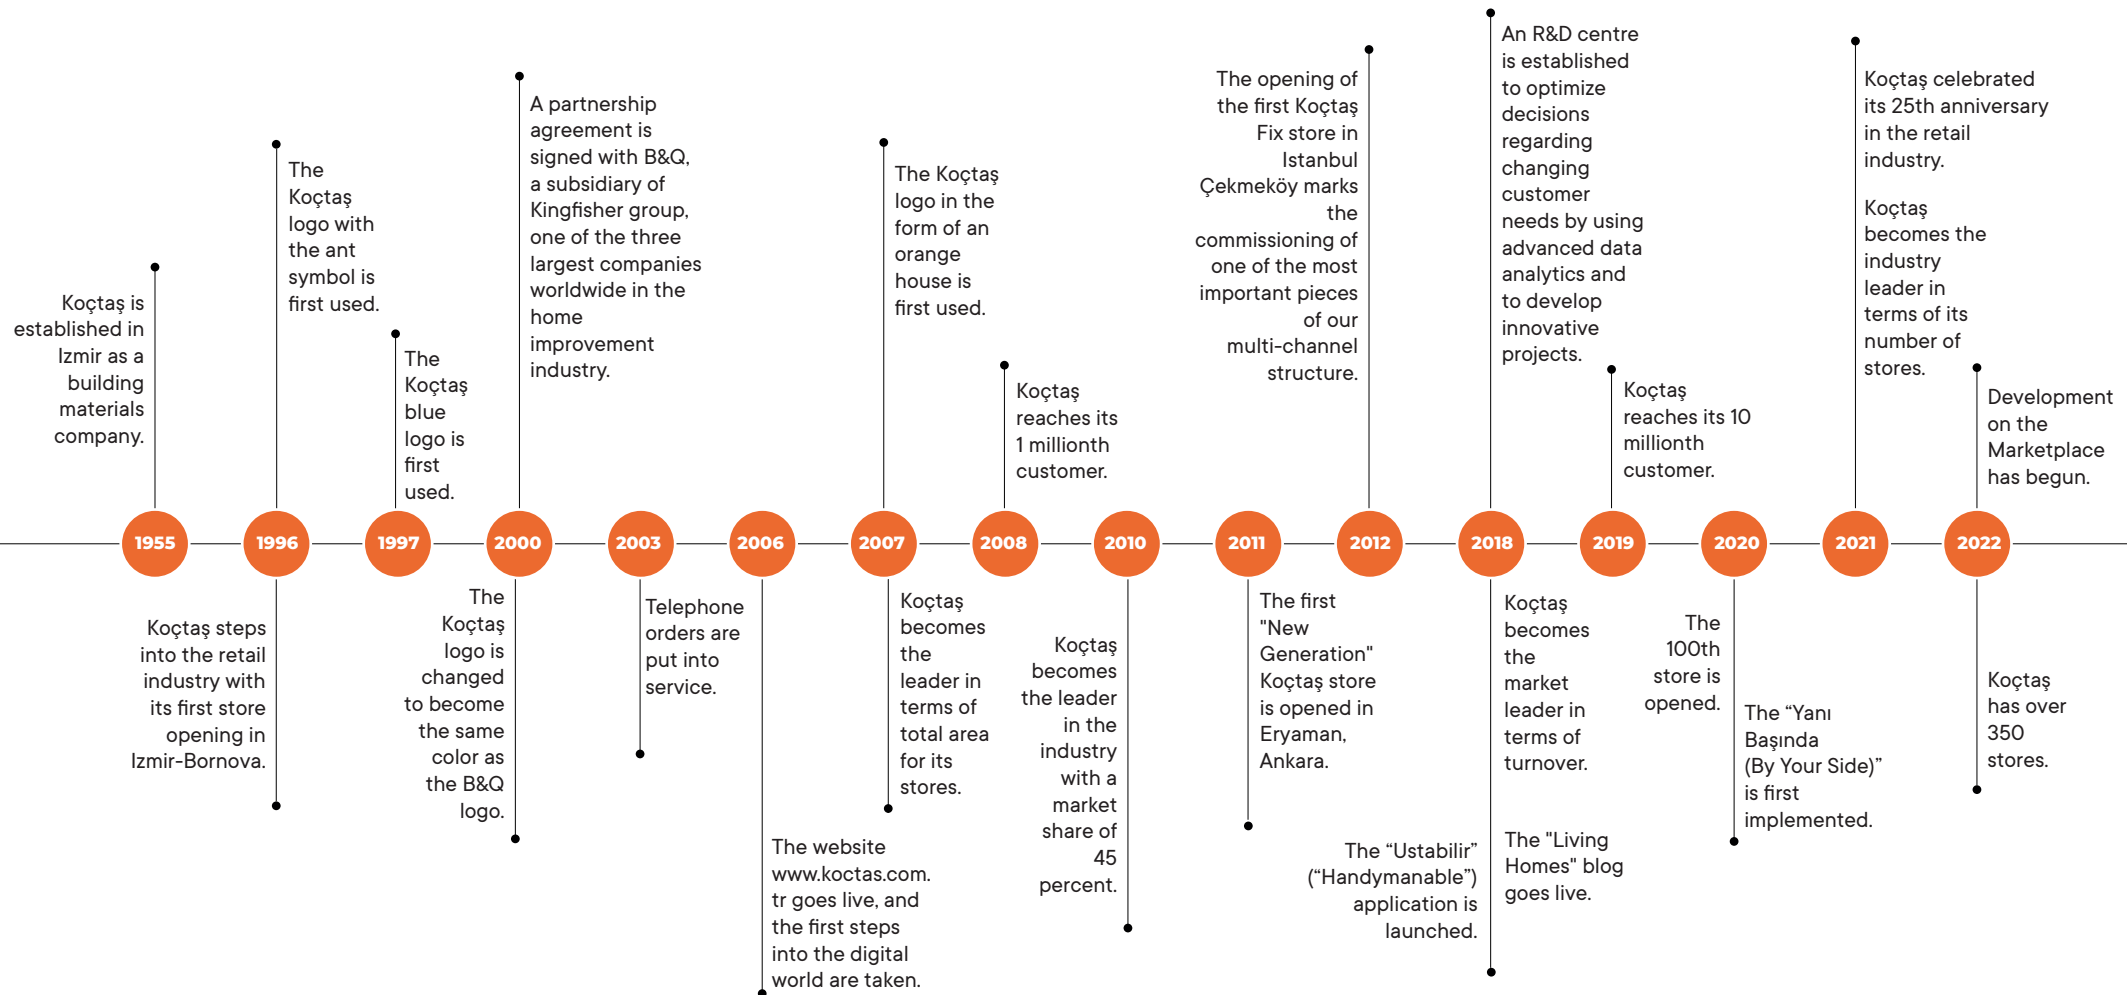 Koçtaş is
established in
Izmir as a
building
materials
company.
The
Koçtaş
logo with
the ant
symbol is
first used.
The
Koçtaş
blue
logo is
first
used.
A partnership
agreement is
signed with B&Q,
a subsidiary of
Kingfisher group,
one of the three
largest companies
worldwide in the
home
improvement
industry.
The Koçtaş
logo in the
form of an
orange
house is
first used.
Koçtaş
reaches its
1 millionth
customer.
The opening of
the first Koçtaş
Fix store in
Istanbul
Çekmeköy marks
the
commissioning of
one of the most
important pieces
of our
multi-channel
structure.
An R&D centre
is established
to optimize
decisions
regarding
changing
customer
needs by using
advanced data
analytics and
to develop
innovative
projects.
Koçtaş
reaches its 10
millionth
customer.
Koçtaş celebrated
its 25th anniversary
in the retail
industry.
Koçtaş
becomes the
industry
leader in
terms of its
number of
stores.
Development
on the
Marketplace
has begun.
1955
1996
1997
2000
2003
2006
2007
2008
2010
2011
2012
2018
2019
2020
2021
2022
Koçtaş steps
into the retail
industry with
its first store
opening in
Izmir-Bornova.
The
Koçtaş
logo is
changed
to become
the same
color as
the B&Q
logo.
Telephone
orders are
put into
service.
The website
www.koctas.com.
tr goes live, and
the first steps
into the digital
world are taken.
Koçtaş
becomes
the
leader in
terms of
total area
for its
stores.
Koçtaş
becomes
the leader
in the
industry
with a
market
share of
45
percent.
The first
"New
Generation"
Koçtaş store
is opened in
Eryaman,
Ankara.
The “Ustabilir”
(“Handymanable”)
application is
launched.
Koçtaş
becomes
the
market
leader in
terms of
turnover.
The "Living
Homes" blog
goes live.
The
100th
store is
opened.
The “Yanı
Başında
(By Your Side)”
is first
implemented.
Koçtaş
has over
350
stores.